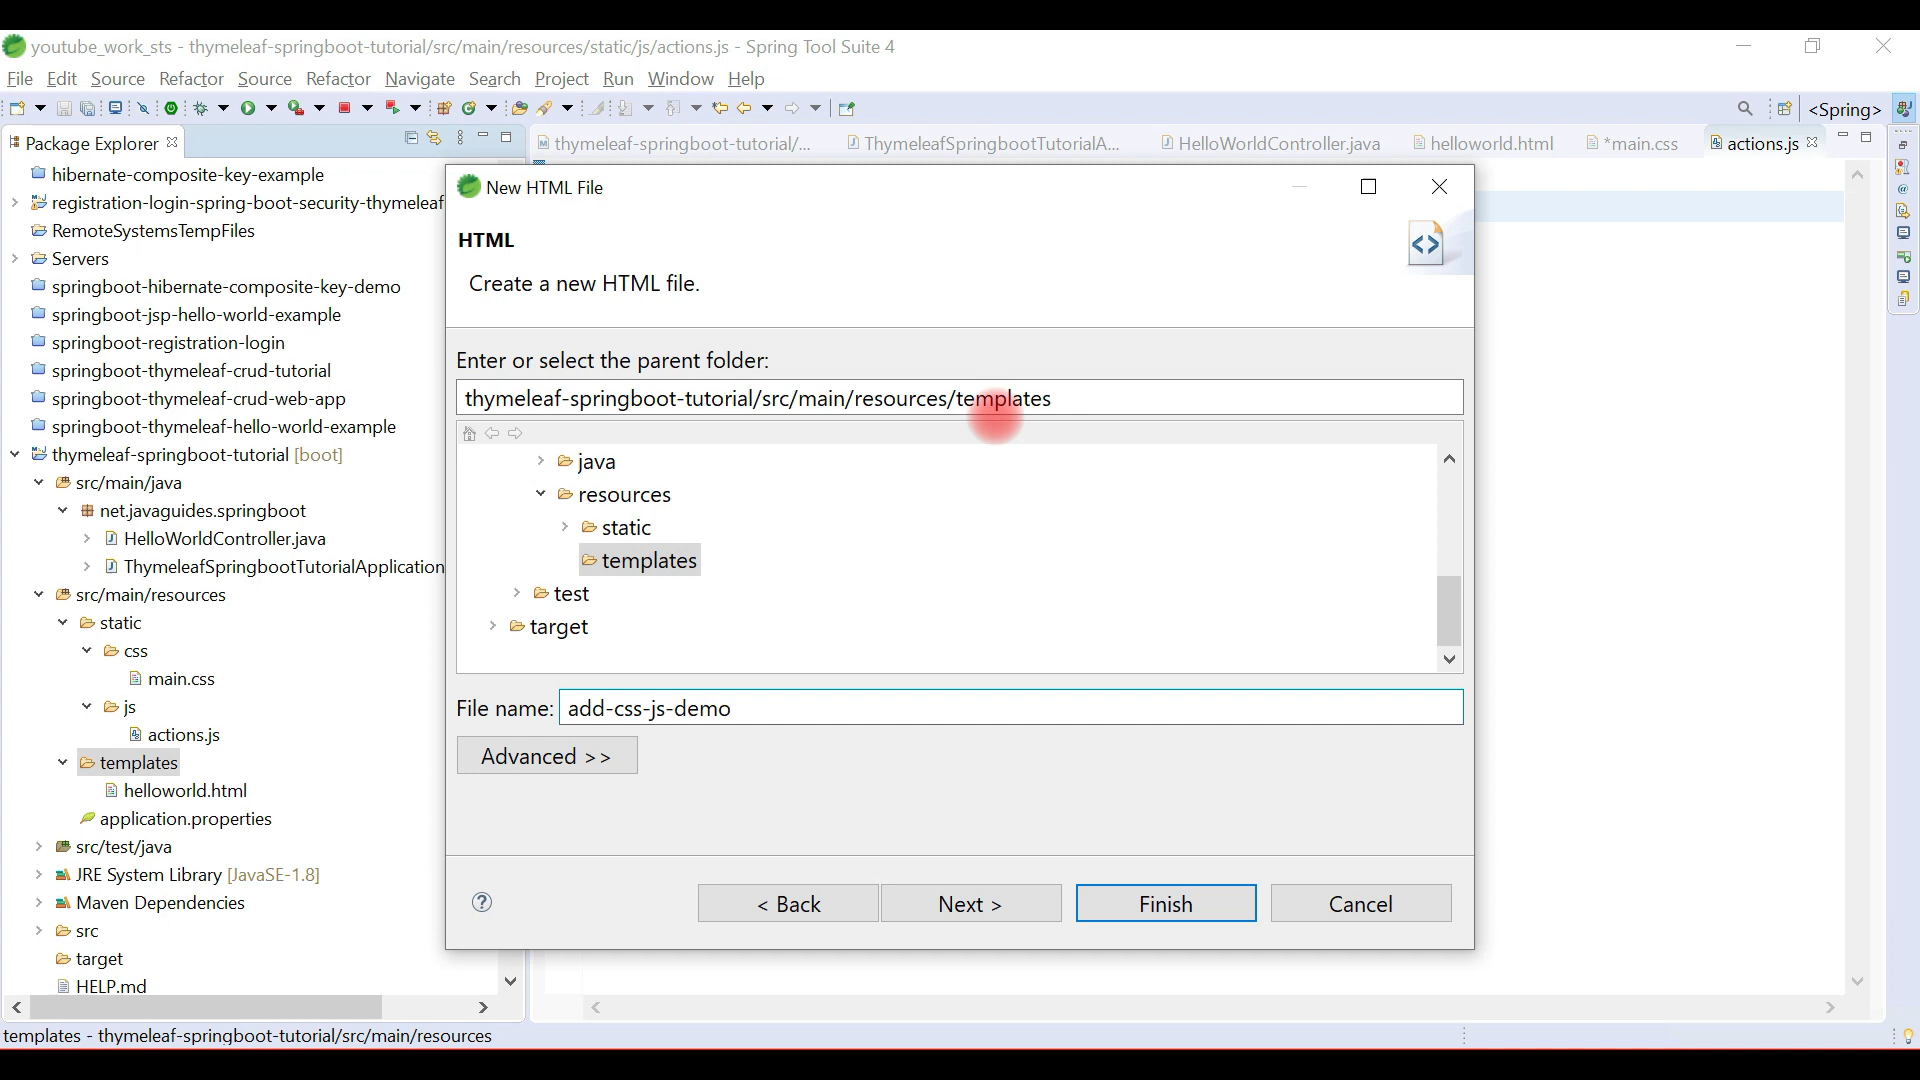 youtube_work_sts - thymeleaf-springboot-tutorial/src/main/resources/static/js/actions.js - Spring Tool Suite 4
File Edit Source Refactor Source Refactor Navigate Search Project Run Window Help
<Spring>
Package Explorer
thymeleaf-springboot-tutorial/... ThymeleafSpringbootTutorialA... HelloWorldController.java helloworld.html *main.css actions.js
hibernate-composite-key-example
registration-login-spring-boot-security-thymeleaf
RemoteSystemsTempFiles
Servers
springboot-hibernate-composite-key-demo
springboot-jsp-hello-world-example
springboot-registration-login
springboot-thymeleaf-crud-tutorial
springboot-thymeleaf-crud-web-app
springboot-thymeleaf-hello-world-example
thymeleaf-springboot-tutorial [boot]
src/main/java
net.javaguides.springboot
HelloWorldController.java
ThymeleafSpringbootTutorialApplication
src/main/resources
static
css
main.css
js
actions.js
templates
helloworld.html
application.properties
src/test/java
JRE System Library [JavaSE-1.8]
Maven Dependencies
src
target
HELP.md
New HTML File
HTML
Create a new HTML file.
Enter or select the parent folder:
thymeleaf-springboot-tutorial/src/main/resources/templates
java
resources
static
templates
test
target
File name: add-css-js-demo
Advanced >>
< Back Next > Finish Cancel
templates - thymeleaf-springboot-tutorial/src/main/resources